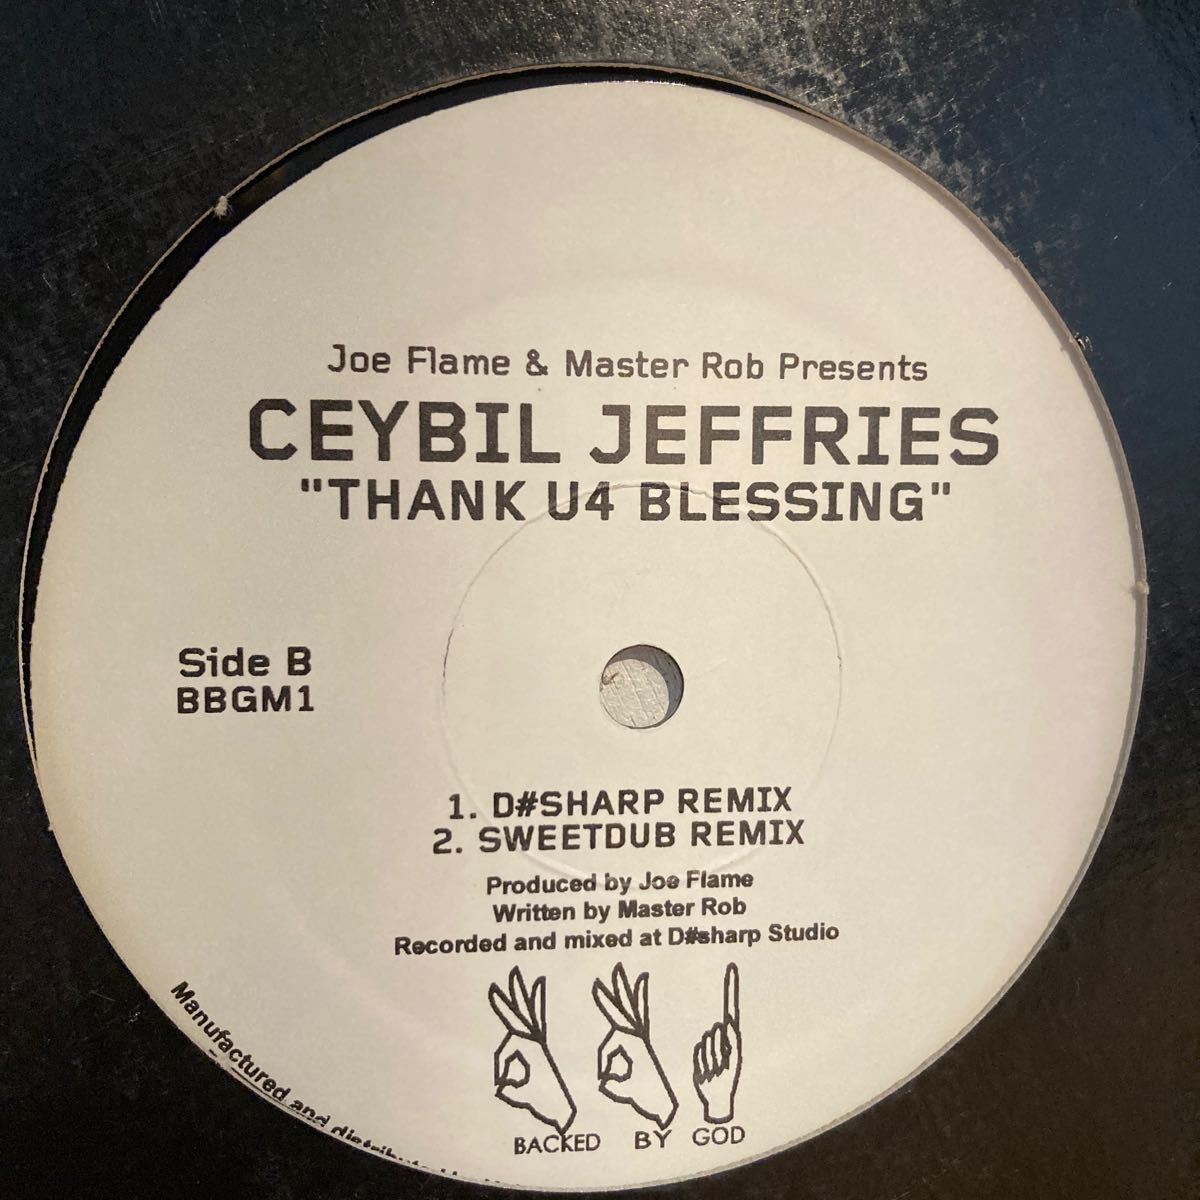 Joe Flame & Master Rob Presents
CEYBIL JEFFRIES
"THANK U4 BLESSING"
Side B
BBGM1
1. D#SHARP REMIX
2. SWEETDUB REMIX
Produced by Joe Flame
Written by Master Rob
Recorded and mixed at D#sharp Studio
BACKED BY GOD
Manufactured and